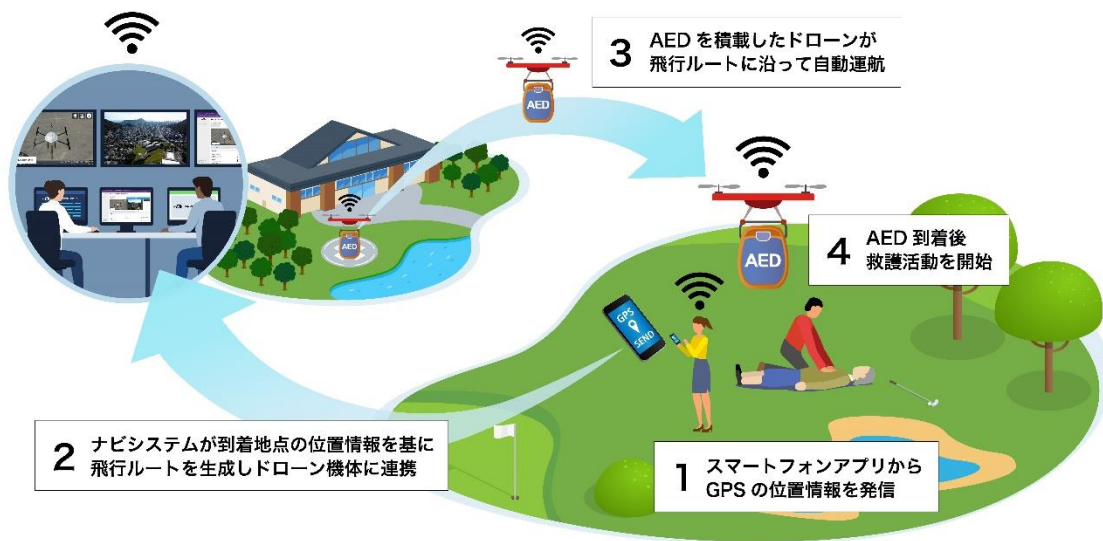 3
AED を積載したドローンが
飛行ルートに沿って自動運航
AED
AED
AED
4
AED 到着後
救護活動を開始
GPS
SEND
2
ナビシステムが到着地点の位置情報を基に
飛行ルートを生成しドローン機体に連携
1
スマートフォンアプリから
GPS の位置情報を発信